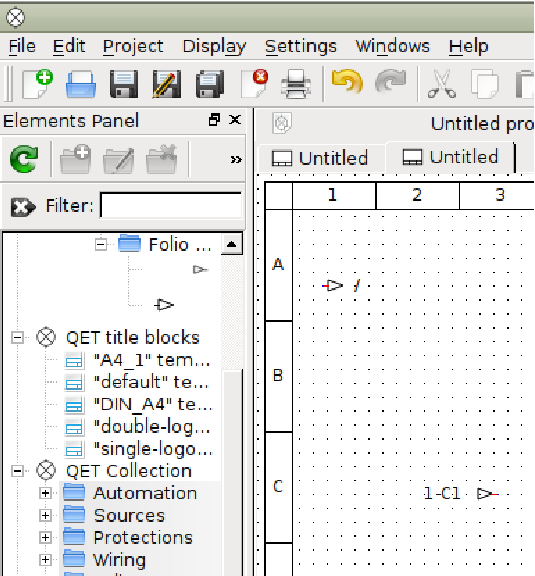 File Edit Project Display Settings Windows Help
Elements Panel
Untitled pro
Untitled
Untitled
»
Filter:
1 2 3
Folio ...
A
QET title blocks
"A4_1" tem...
"default" te...
"DIN_A4" te...
B
"double-log...
"single-logo...
QET Collection
Automation
C
1-C1
Sources
Protections
Wiring